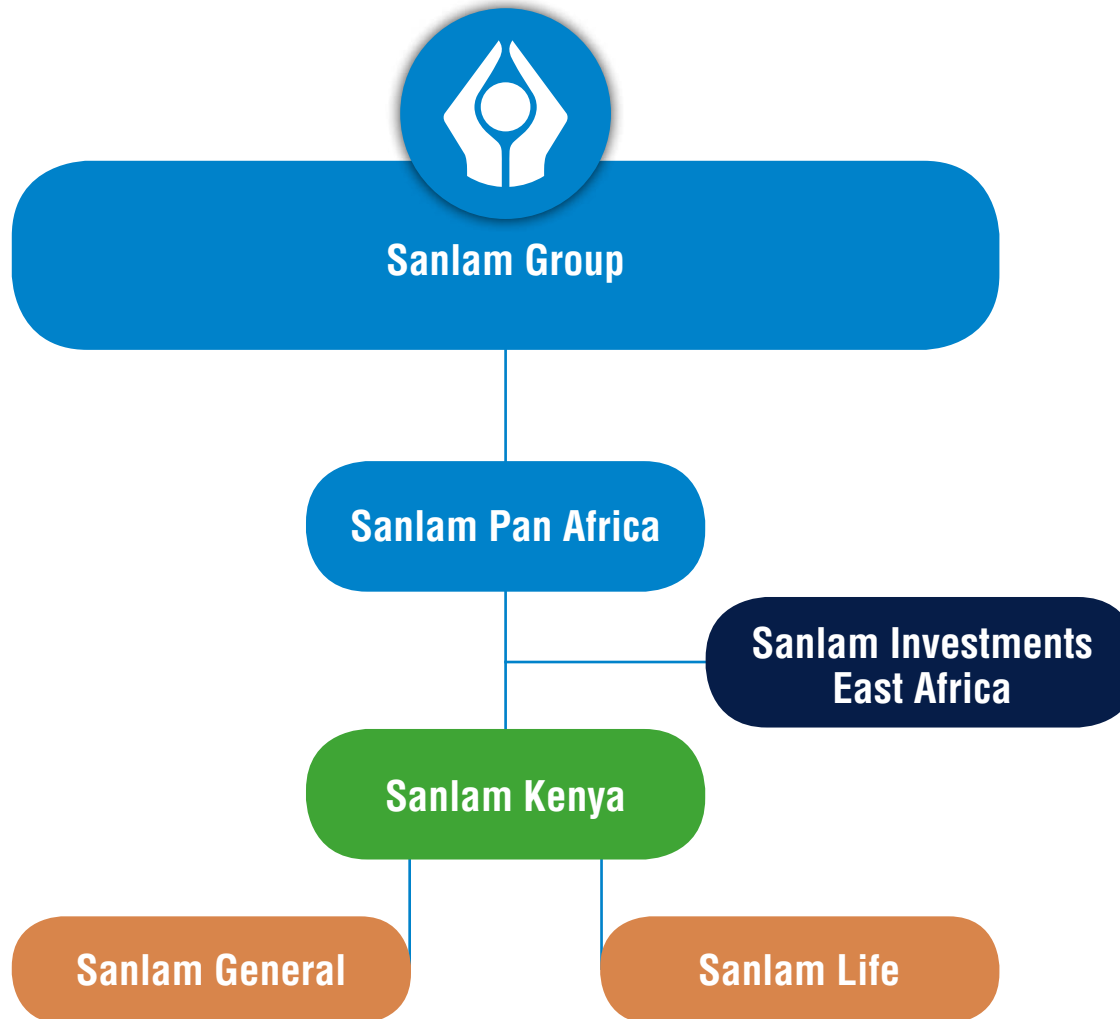 Sanlam Group
Sanlam Pan Africa
Sanlam Investments
East Africa
Sanlam Kenya
Sanlam General
Sanlam Life